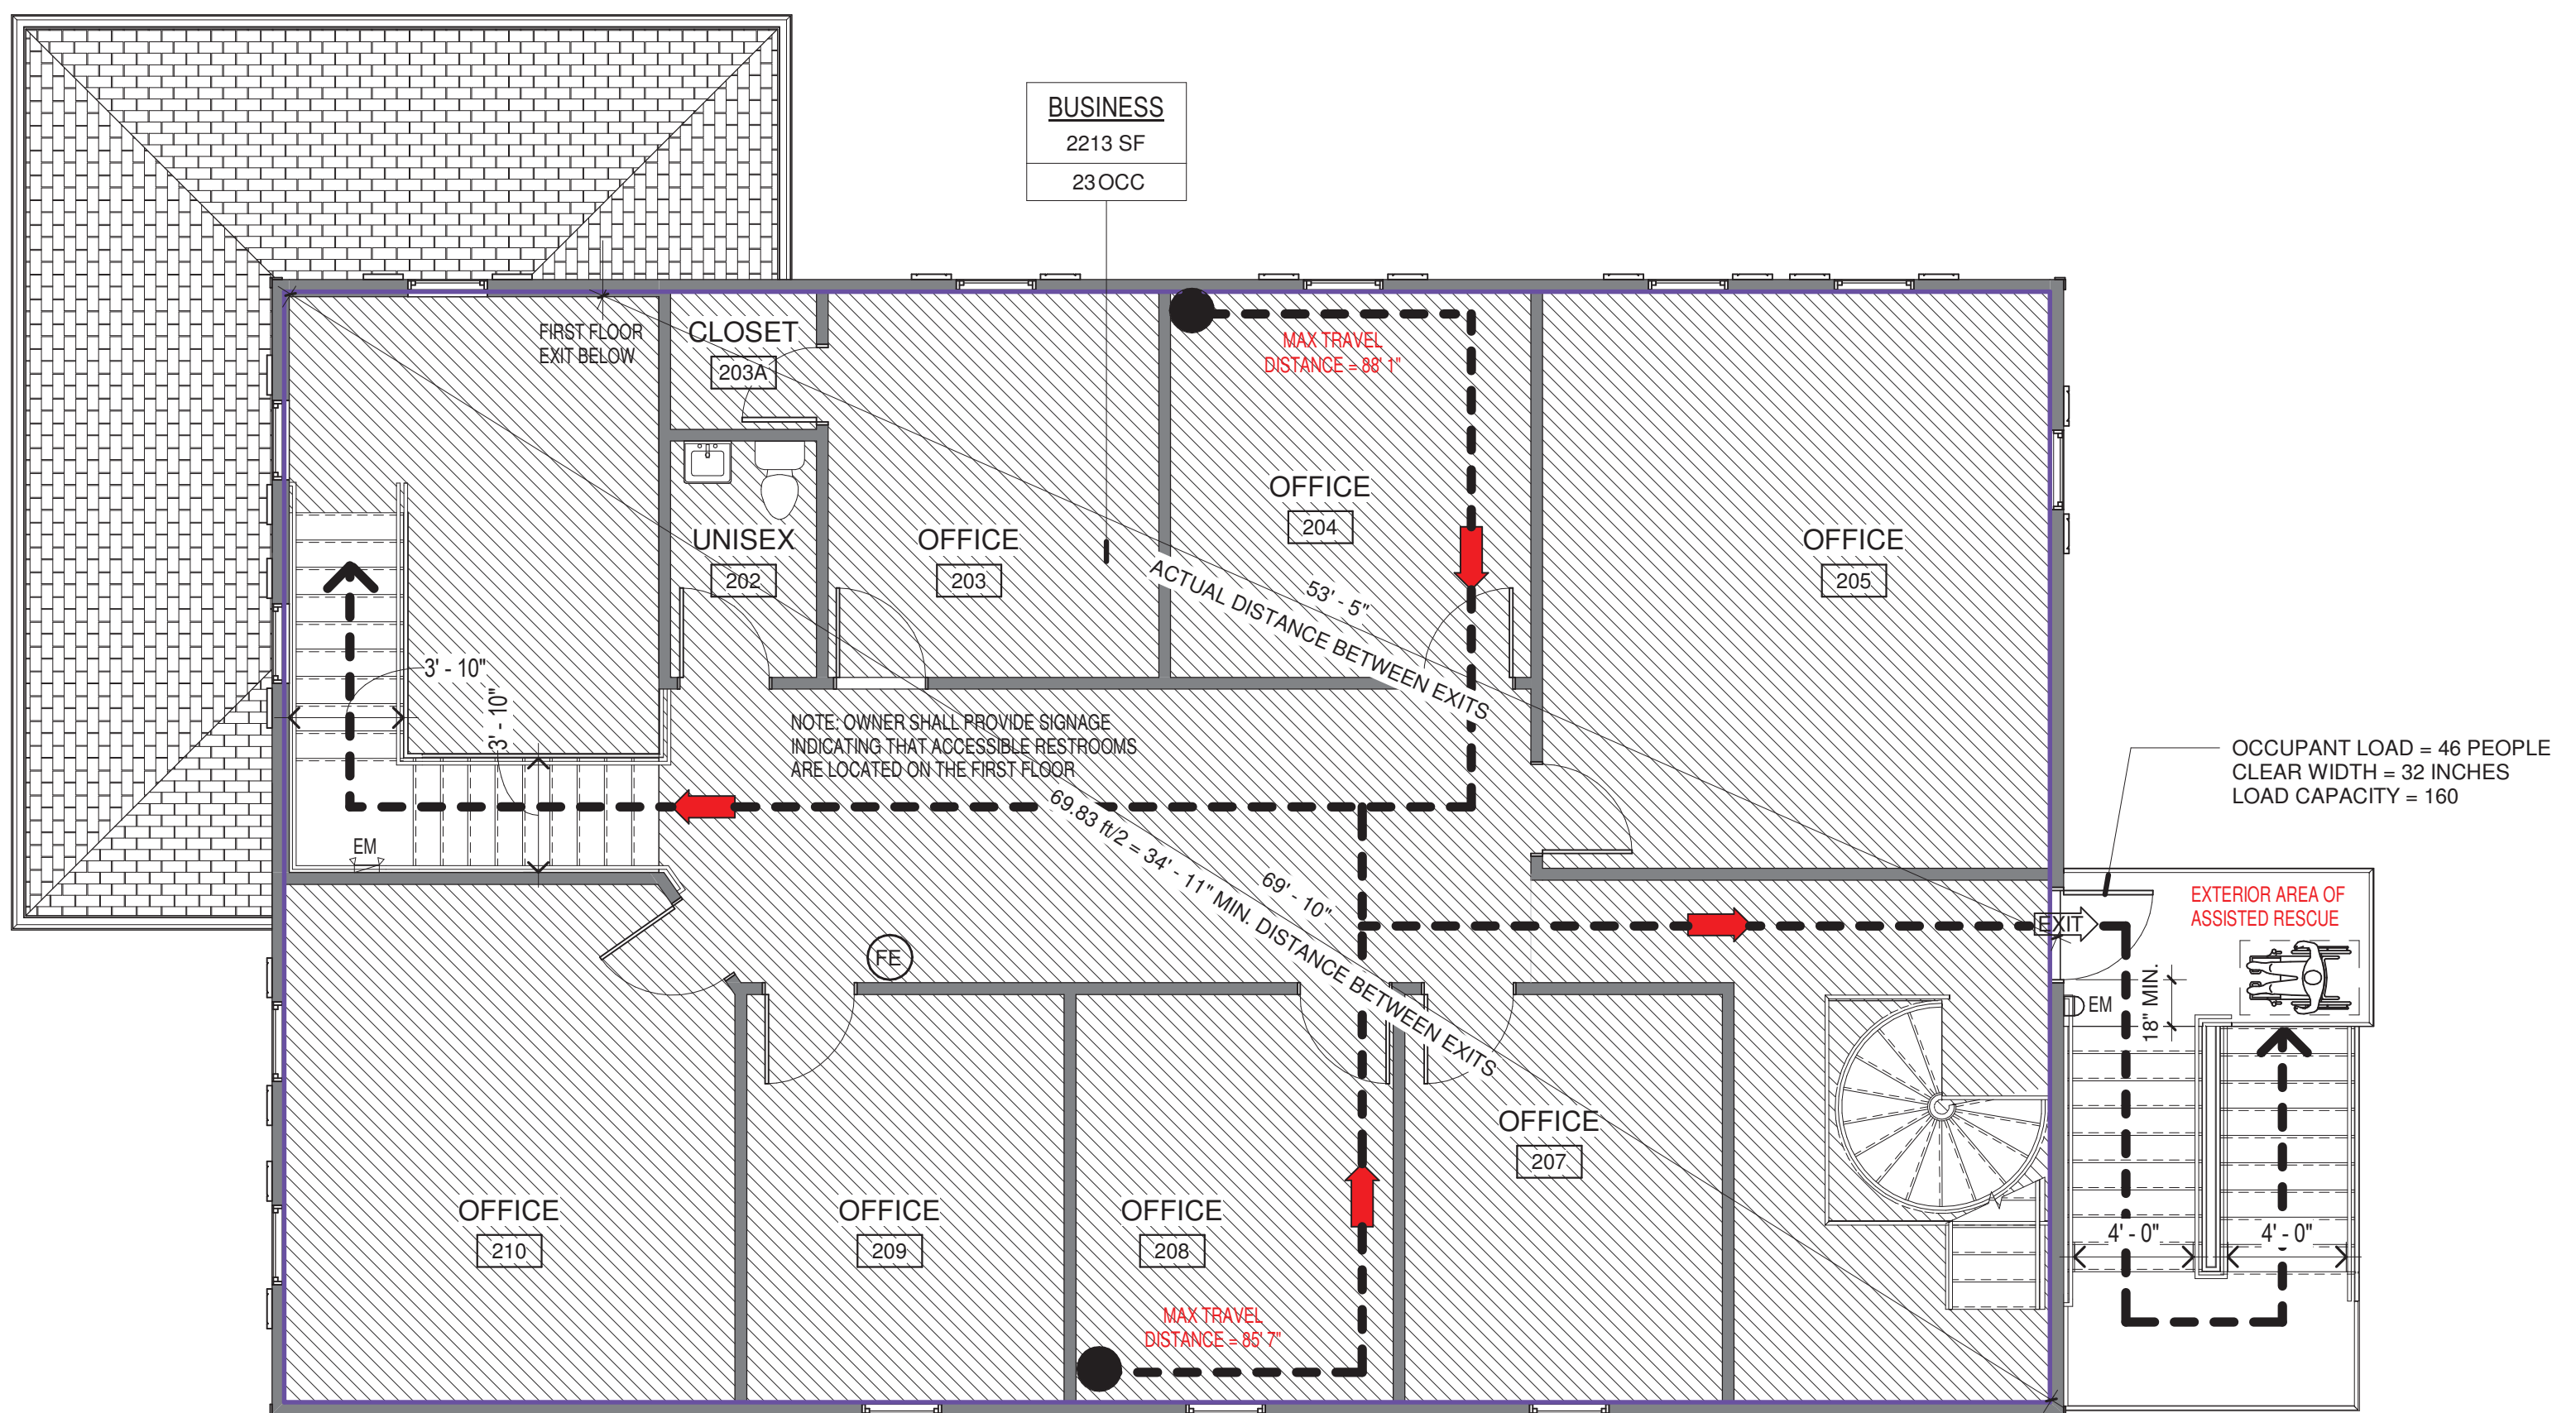 BUSINESS
2213 SF
23 OCC
FIRST FLOOR
EXIT BELOW
CLOSET
203A
MAX TRAVEL
DISTANCE = 88' 1"
OFFICE
204
UNISEX
202
OFFICE
203
OFFICE
205
53' - 5"
ACTUAL DISTANCE BETWEEN EXITS
3' - 10"
3' - 10"
NOTE: OWNER SHALL PROVIDE SIGNAGE
INDICATING THAT ACCESSIBLE RESTROOMS
ARE LOCATED ON THE FIRST FLOOR
OCCUPANT LOAD = 46 PEOPLE
CLEAR WIDTH = 32 INCHES
LOAD CAPACITY = 160
EM
69' - 10"
69.83 ft/2 = 34' - 11" MIN. DISTANCE BETWEEN EXITS
FE
EXIT
EXTERIOR AREA OF
ASSISTED RESCUE
18" MIN.
EM
OFFICE
207
OFFICE
210
OFFICE
209
OFFICE
208
4' - 0"
4' - 0"
MAX TRAVEL
DISTANCE = 85' 7"